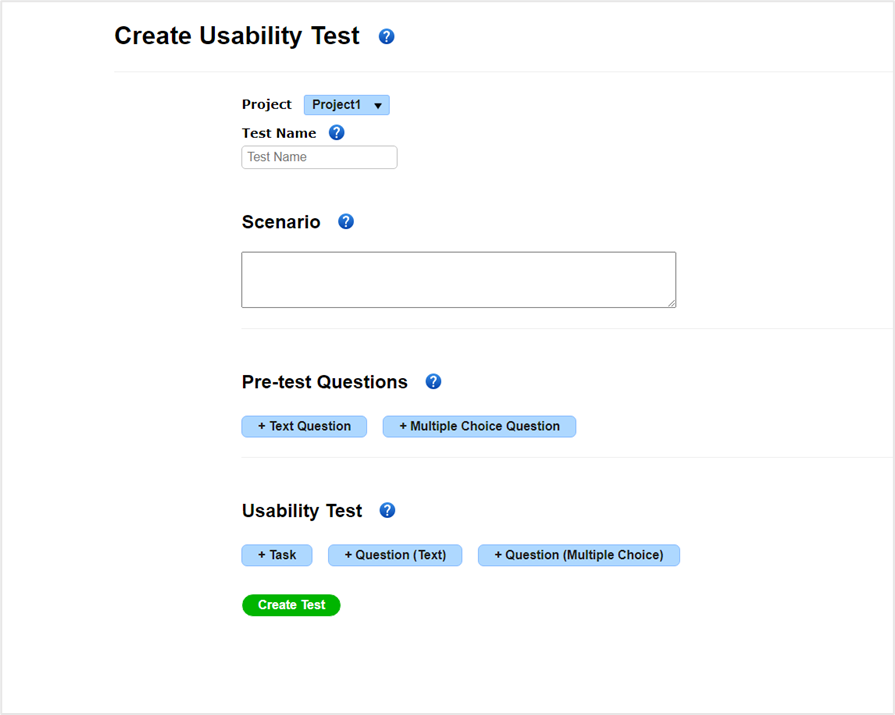 Create Usability Test ?
Project Project1 ▼
Test Name ?
Test Name
Scenario ?
Pre-test Questions ?
+ Text Question + Multiple Choice Question
Usability Test ?
+ Task + Question (Text) + Question (Multiple Choice)
Create Test